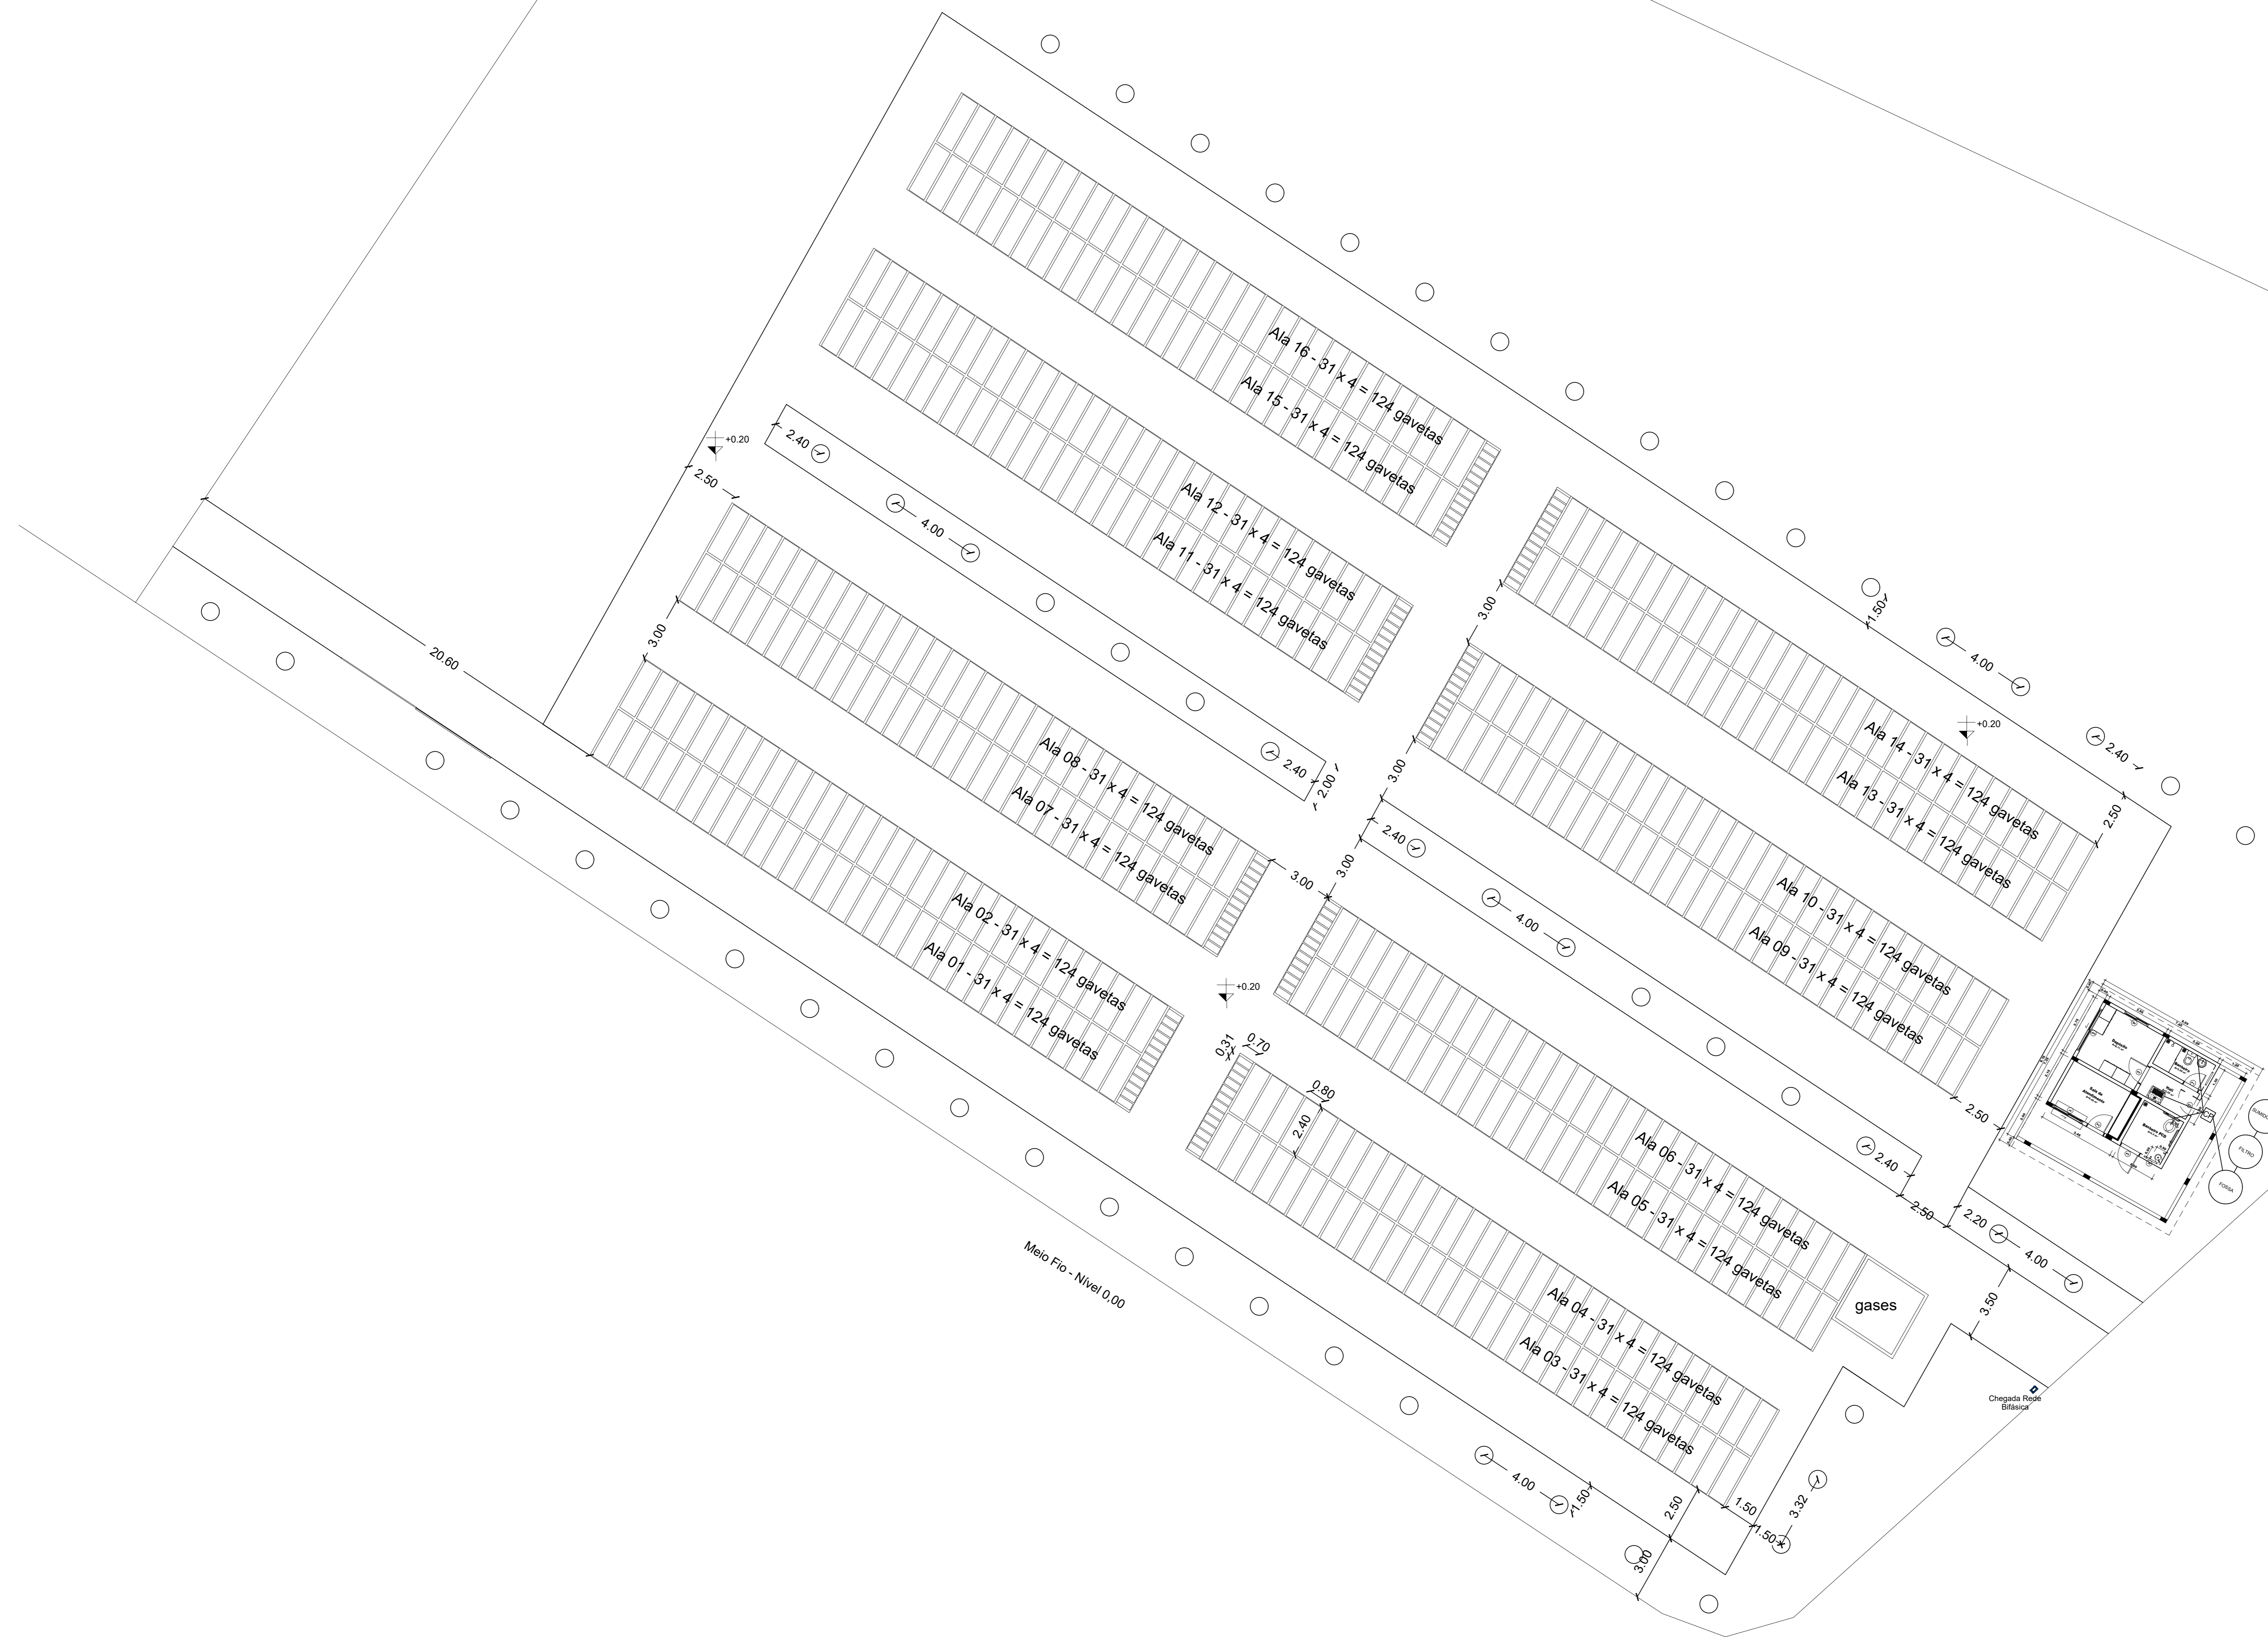 Ala 16 - 31 x 4 = 124 gavetas
Ala 15 - 31 x 4 = 124 gavetas
+0.20
2.40
2.50
4.00
Ala 12 - 31 x 4 = 124 gavetas
Ala 11 - 31 x 4 = 124 gavetas
3.00
1.50
4.00
20.60
3.00
2.40
2.00
3.00
+0.20
2.40
2.50
Ala 14 - 31 x 4 = 124 gavetas
Ala 13 - 31 x 4 = 124 gavetas
Ala 08 - 31 x 4 = 124 gavetas
Ala 07 - 31 x 4 = 124 gavetas
2.40
3.00
3.00
4.00
Ala 10 - 31 x 4 = 124 gavetas
Ala 09 - 31 x 4 = 124 gavetas
Ala 02 - 31 x 4 = 124 gavetas
Ala 01 - 31 x 4 = 124 gavetas
+0.20
0.31
0.70
0.80
2.40
2.50
Depósito
Sala de
Atendimento
Banheiro PCD
CP
FILTRO
FOSSA
Ala 06 - 31 x 4 = 124 gavetas
Ala 05 - 31 x 4 = 124 gavetas
2.40
2.50
2.20
4.00
3.50
gases
Meio Fio - Nível 0,00
Ala 04 - 31 x 4 = 124 gavetas
Ala 03 - 31 x 4 = 124 gavetas
Chegada Rede
Bifásica
4.00
1.50
2.50
1.50
1.50
3.32
3.00